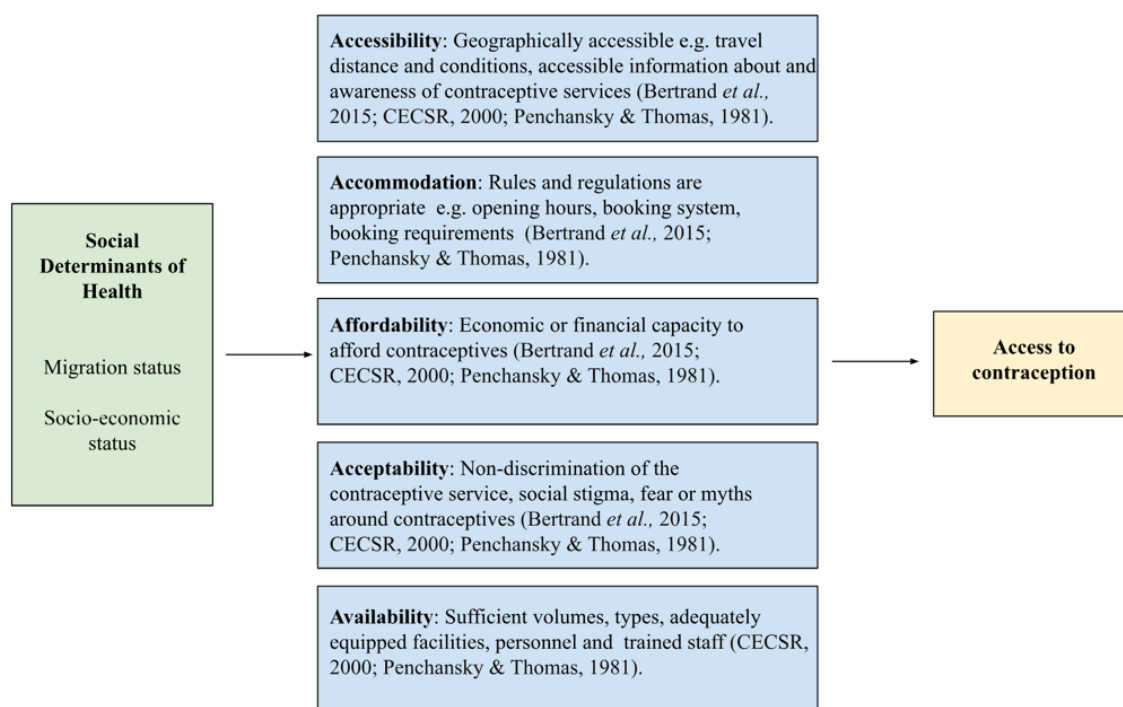 Social
Determinants of
Health
Migration status
Socio-economic
status
Accessibility: Geographically accessible e.g. travel
distance and conditions, accessible information about and
awareness of contraceptive services (Bertrand et al.,
2015; CECSR, 2000; Penchansky & Thomas, 1981).
Accommodation: Rules and regulations are
appropriate e.g. opening hours, booking system,
booking requirements (Bertrand et al., 2015;
Penchansky & Thomas, 1981).
Affordability: Economic or financial capacity to
afford contraceptives (Bertrand et al., 2015;
CECSR, 2000; Penchansky & Thomas, 1981).
Acceptability: Non-discrimination of the
contraceptive service, social stigma, fear or myths
around contraceptives (Bertrand et al., 2015;
CECSR, 2000; Penchansky & Thomas, 1981).
Availability: Sufficient volumes, types, adequately
equipped facilities, personnel and trained staff (CECSR,
2000; Penchansky & Thomas, 1981).
Access to
contraception